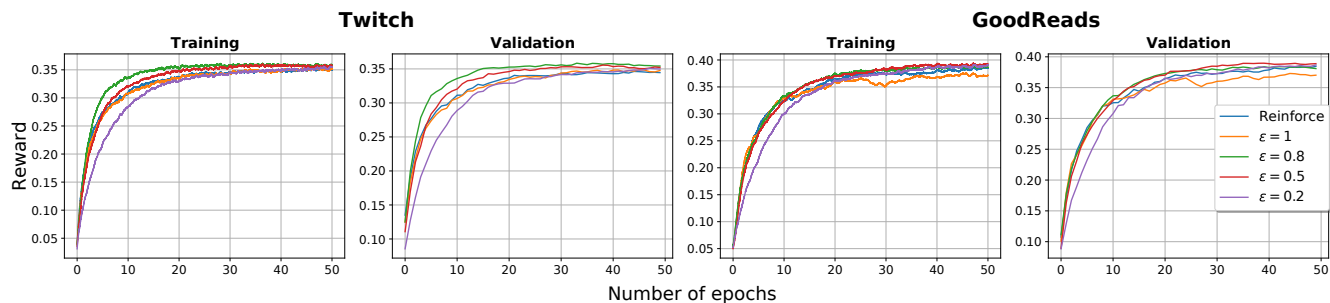 Twitch
GoodReads
Training
Validation
Training
Validation
Reward
0.35
0.30
0.25
0.20
0.15
0.10
0.05
0 10 20 30 40 50
0.35
0.30
0.25
0.20
0.15
0.10
0 10 20 30 40 50
0.40
0.35
0.30
0.25
0.20
0.15
0.10
0.05
0 10 20 30 40 50
0.40
0.35
0.30
0.25
0.20
0.15
0.10
0 10 20 30 40 50
Reinforce
ε = 1
ε = 0.8
ε = 0.5
ε = 0.2
Number of epochs